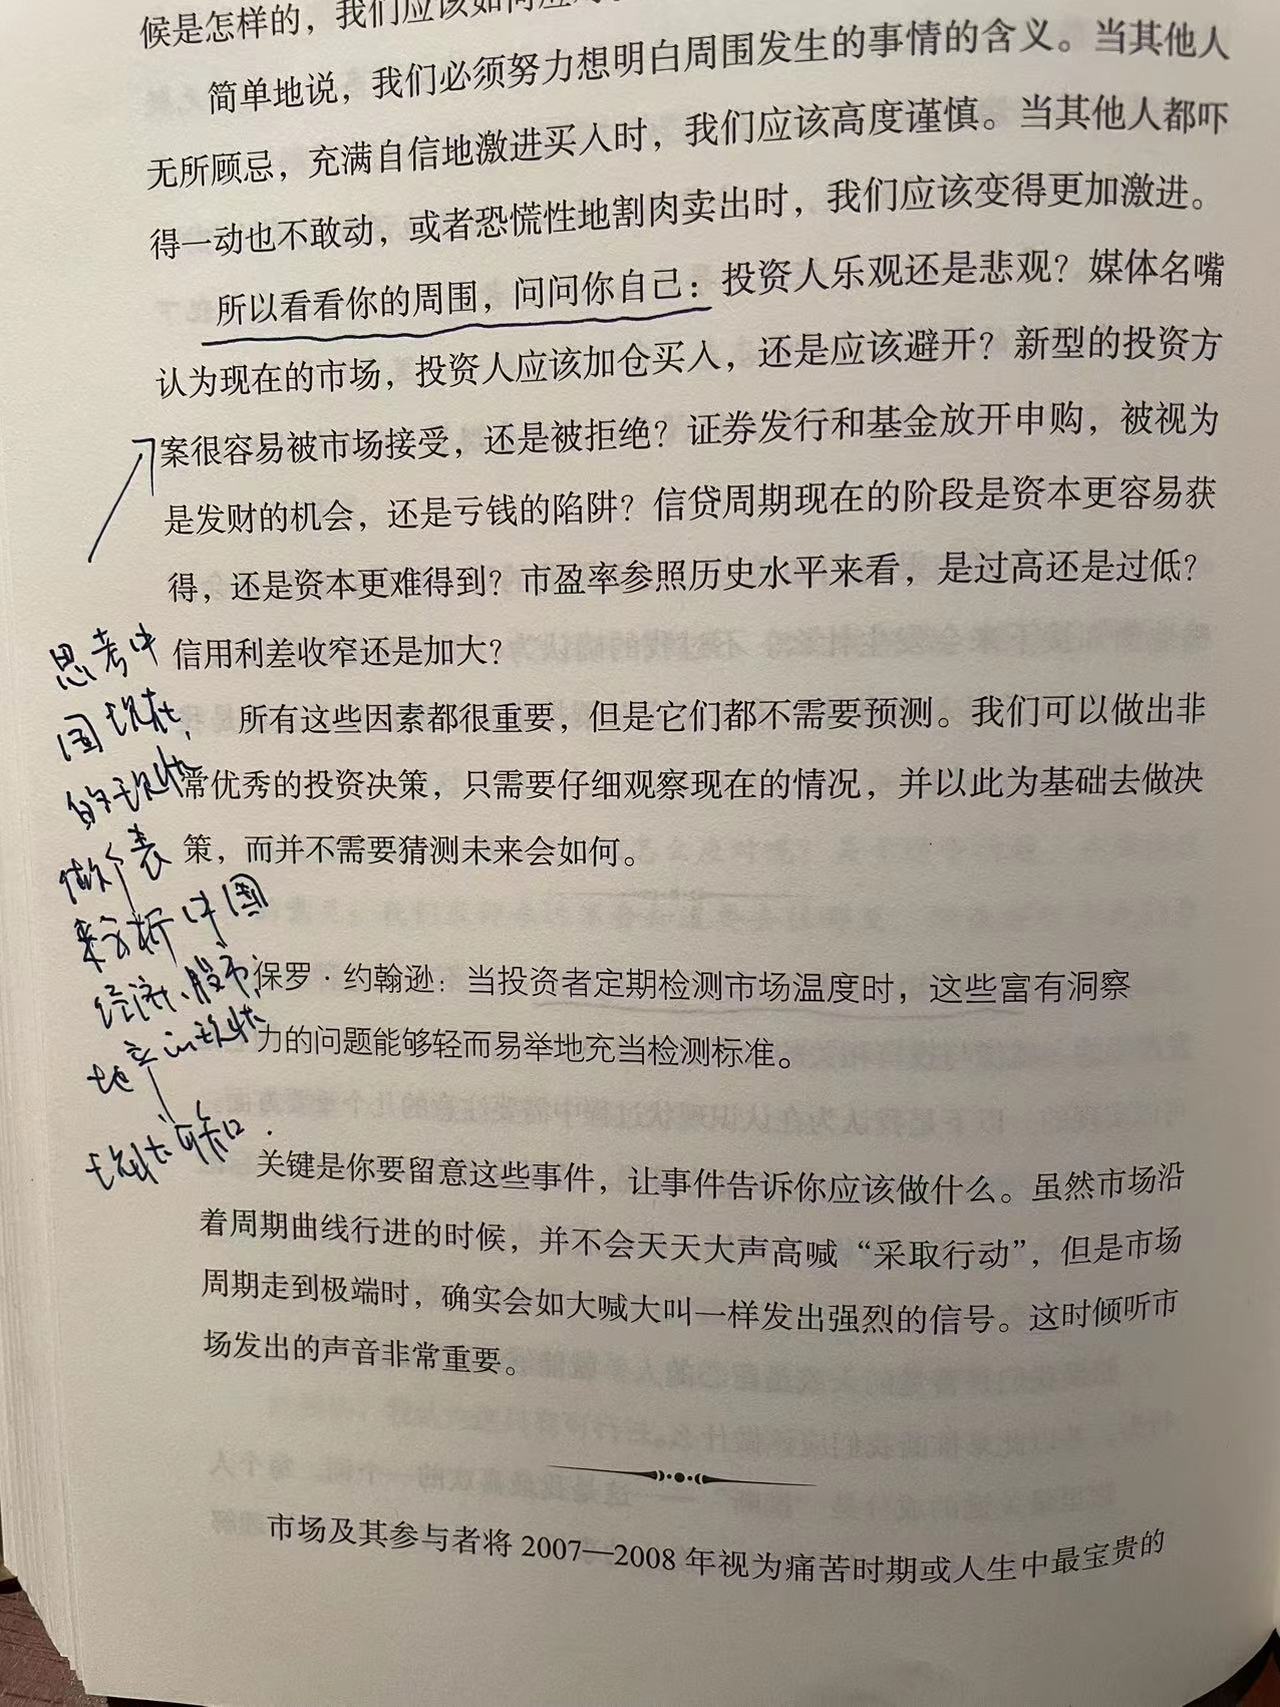 候是怎样的，我们应该如何应对
简单地说，我们必须努力想明白周围发生的事情的含义。当其他人
无所顾忌，充满自信地激进买入时，我们应该高度谨慎。当其他人都吓
得一动也不敢动，或者恐慌性地割肉卖出时，我们应该变得更加激进。
所以看看你的周围，问问你自己：投资人乐观还是悲观？媒体名嘴
认为现在的市场，投资人应该加仓买入，还是应该避开？新型的投资方
案很容易被市场接受，还是被拒绝？证券发行和基金放开申购，被视为
是发财的机会，还是亏钱的陷阱？信贷周期现在的阶段是资本更容易获
得，还是资本更难得到？市盈率参照历史水平来看，是过高还是过低？
信用利差收窄还是加大？
所有这些因素都很重要，但是它们都不需要预测。我们可以做出非
常优秀的投资决策，只需要仔细观察现在的情况，并以此为基础去做决
策，而并不需要猜测未来会如何。
思考中
国现在
的现状
做个表
来分析中国
经济、股市、
地产的现状
保罗·约翰逊：当投资者定期检测市场温度时，这些富有洞察
力的问题能够轻而易举地充当检测标准。
关键是你要留意这些事件，让事件告诉你应该做什么。虽然市场沿
着周期曲线行进的时候，并不会天天大声高喊“采取行动”，但是市场
周期走到极端时，确实会如大喊大叫一样发出强烈的信号。这时倾听市
场发出的声音非常重要。
市场及其参与者将 2007—2008 年视为痛苦时期或人生中最宝贵的